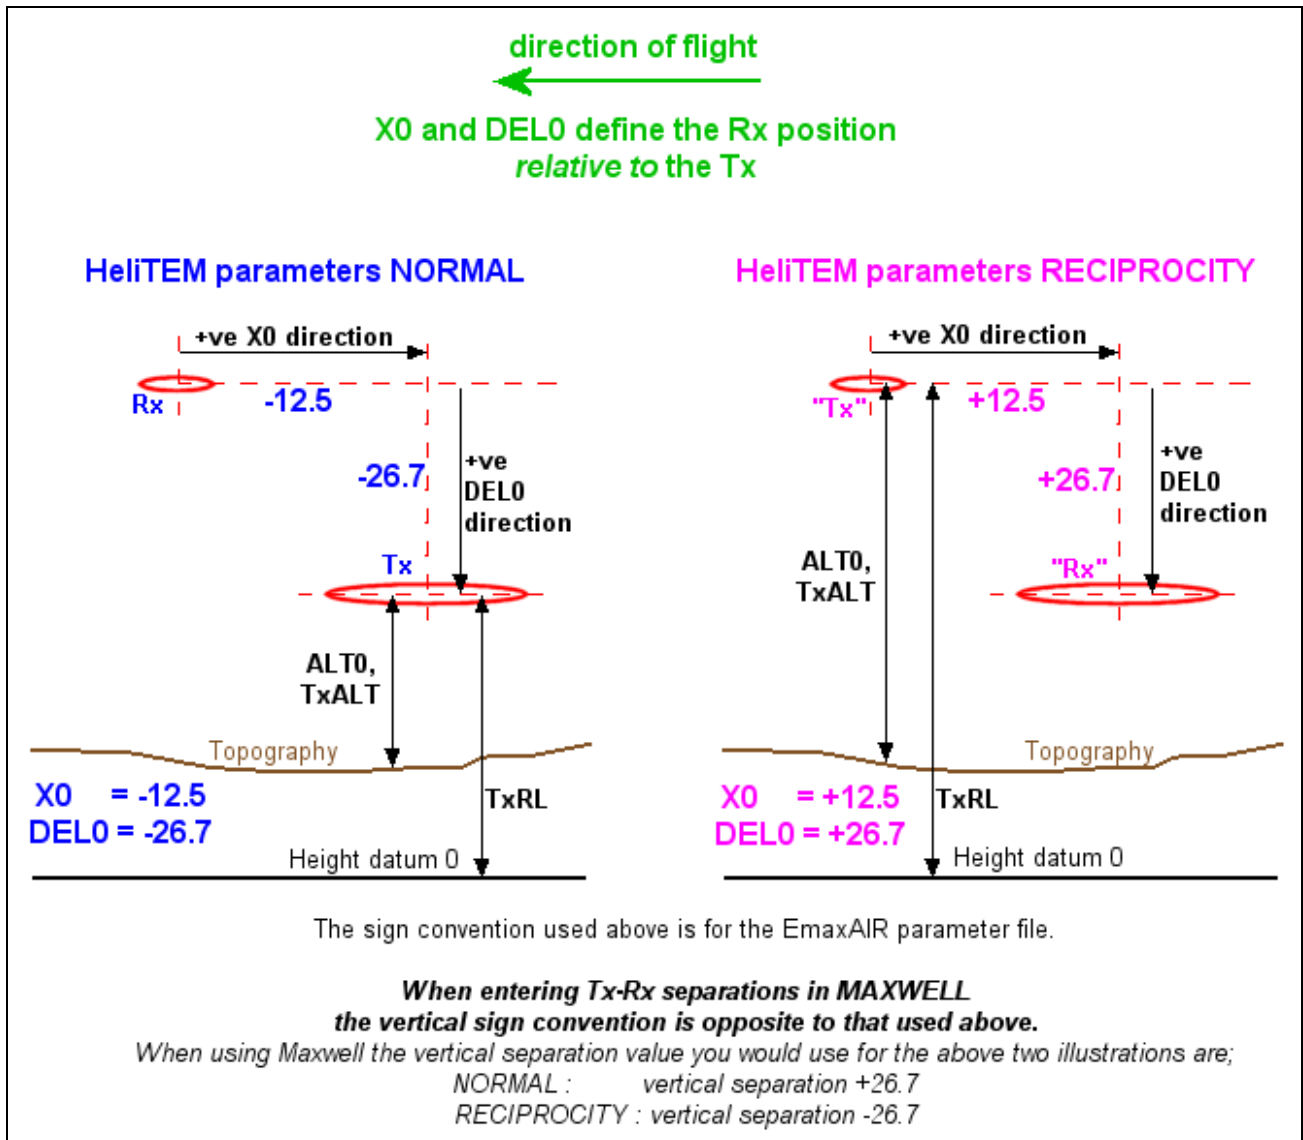 direction of flight
X0 and DEL0 define the Rx position
relative to the Tx
HeliTEM parameters NORMAL
+ve X0 direction
Rx
-12.5
-26.7
+ve
DEL0
direction
Tx
ALT0,
TxALT
Topography
X0 = -12.5
DEL0 = -26.7
TxRL
Height datum 0
HeliTEM parameters RECIPROCITY
+ve X0 direction
"Tx"
+12.5
+26.7
+ve
DEL0
direction
"Rx"
ALT0,
TxALT
Topography
X0 = +12.5
DEL0 = +26.7
TxRL
Height datum 0
The sign convention used above is for the EmaxAIR parameter file.
When entering Tx-Rx separations in MAXWELL
the vertical sign convention is opposite to that used above.
When using Maxwell the vertical separation value you would use for the above two illustrations are;
NORMAL : vertical separation +26.7
RECIPROCITY : vertical separation -26.7